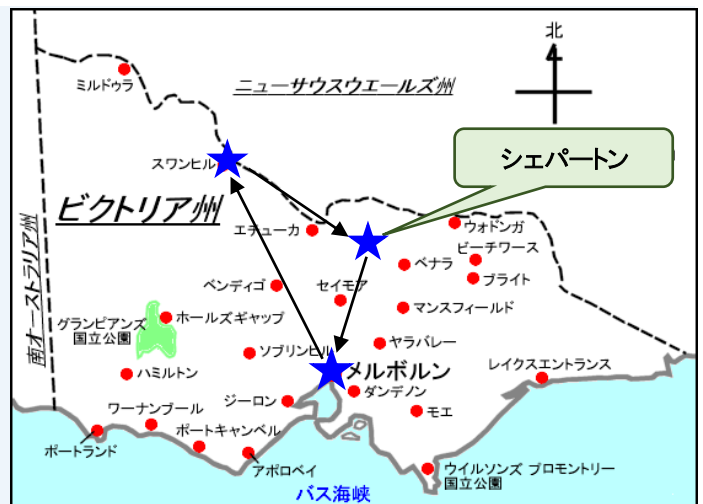 北
ミルドゥラ
ニューサウスウエールズ州
シェパートン
スワンヒル
ビクトリア州
エチューカ
ウォドンガ
ビーチワース
ベナラ
ブライト
南オーストラリア州
ベンディゴ
セイモア
マンスフィールド
グランピアンズ
国立公園
ホールズギャップ
ソブリンヒル
ヤラバレー
メルボルン
レイクスエントランス
ハミルトン
ダンデノン
ジーロン
モエ
ワーナンブール
ポートキャンベル
ポートランド
アポロベイ
ウイルソンズ プロモントリー
国立公園
バス海峡